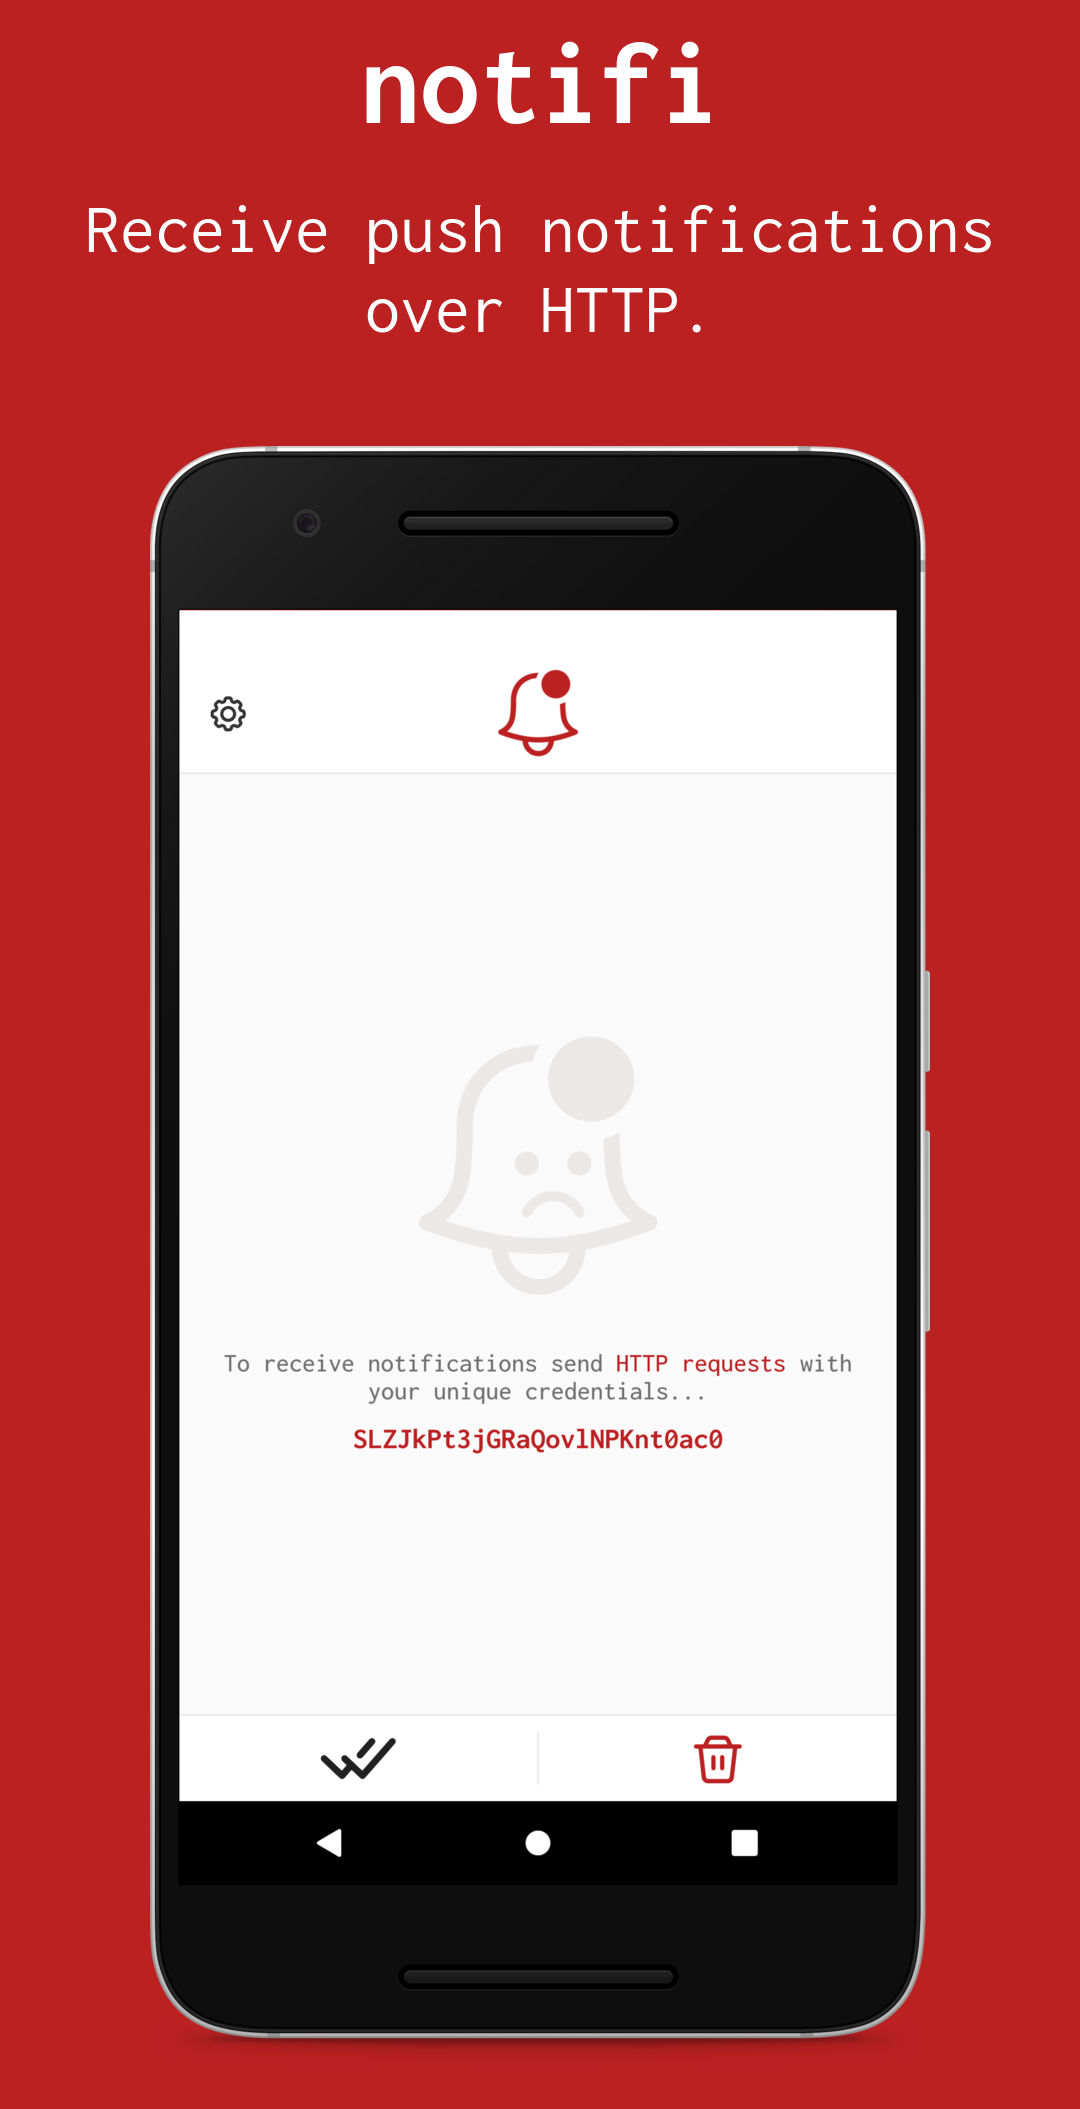 notifi
Receive push notifications
over HTTP.
To receive notifications send HTTP requests with
your unique credentials...
SLZJkPt3jGRaQovlNPKnt0ac0